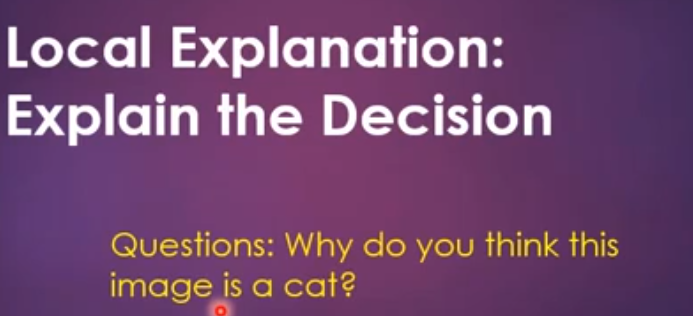 Local Explanation:
Explain the Decision
Questions: Why do you think this
image is a cat?